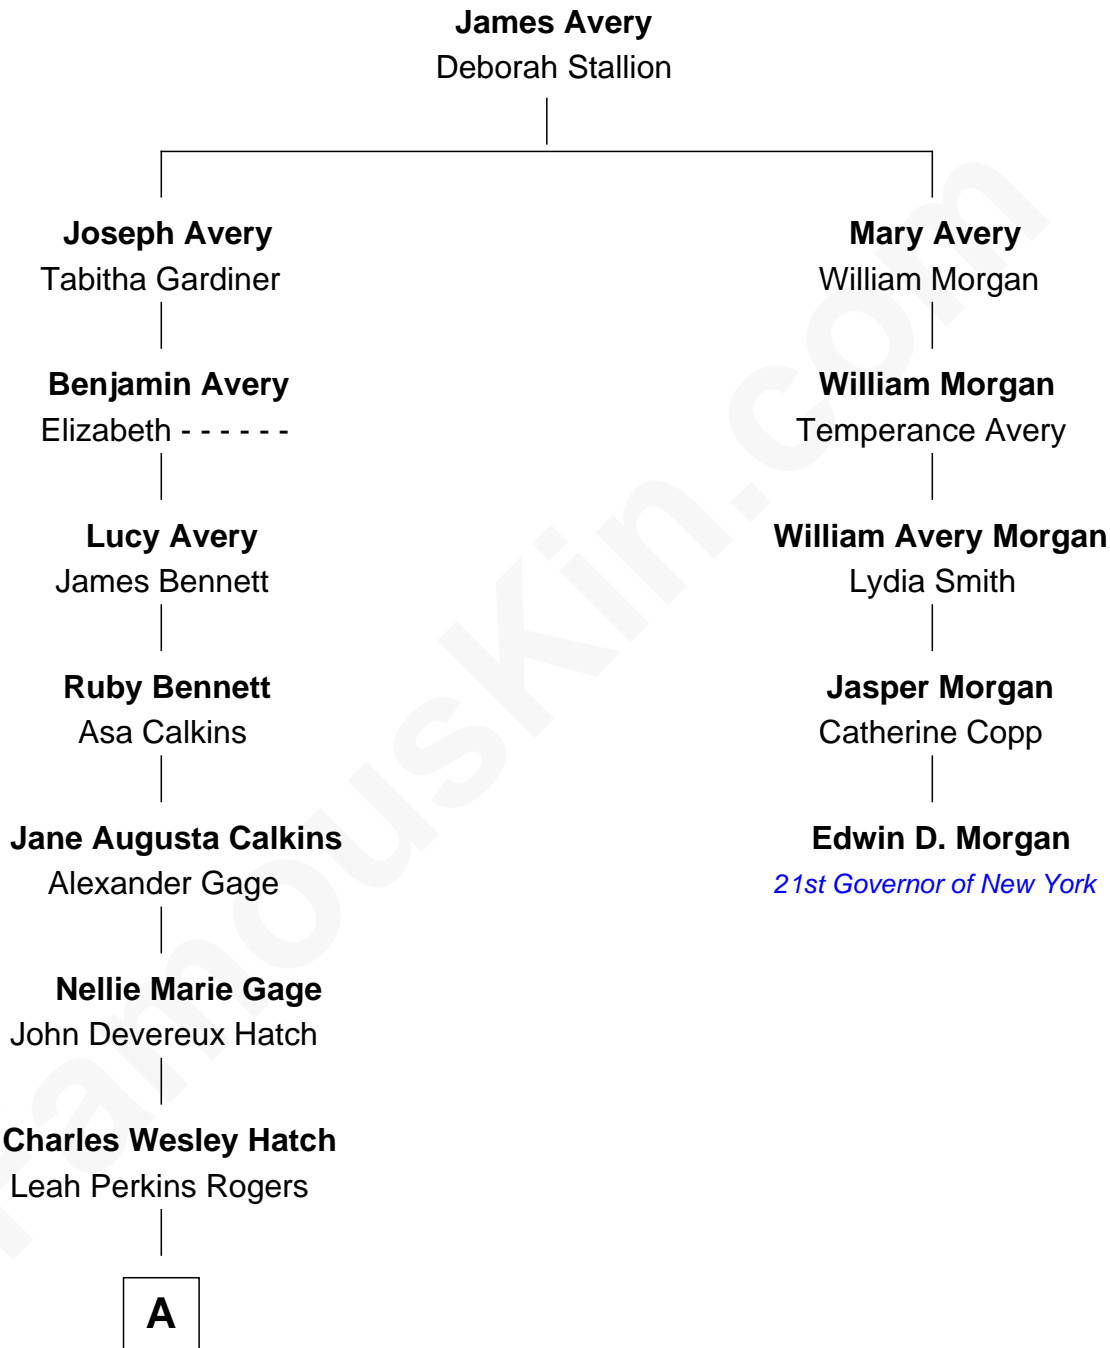 James Avery
Deborah Stallion
Joseph Avery
Tabitha Gardiner
Mary Avery
William Morgan
Benjamin Avery
Elizabeth - - - - - -
William Morgan
Temperance Avery
Lucy Avery
James Bennett
William Avery Morgan
Lydia Smith
Ruby Bennett
Asa Calkins
Jasper Morgan
Catherine Copp
Jane Augusta Calkins
Alexander Gage
Edwin D. Morgan
21st Governor of New York
Nellie Marie Gage
John Devereux Hatch
Charles Wesley Hatch
Leah Perkins Rogers
A
FamousKin.com